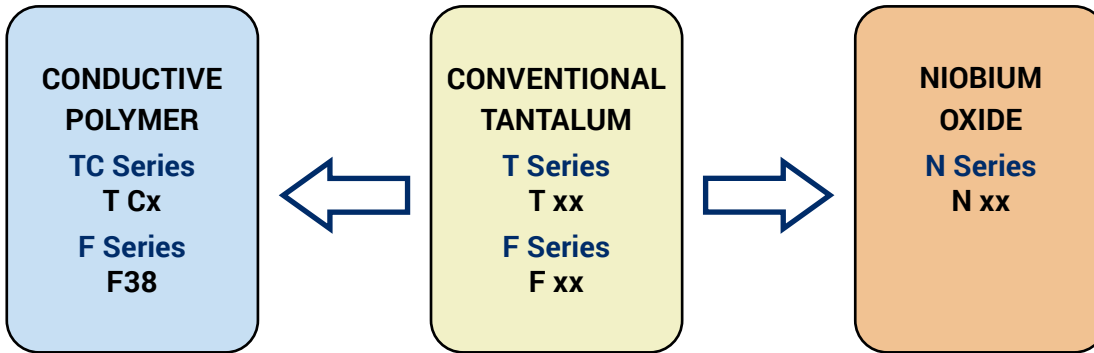 CONDUCTIVE
POLYMER
TC Series
T Cx
F Series
F38
CONVENTIONAL
TANTALUM
T Series
T xx
F Series
F xx
NIOBIUM
OXIDE
N Series
N xx